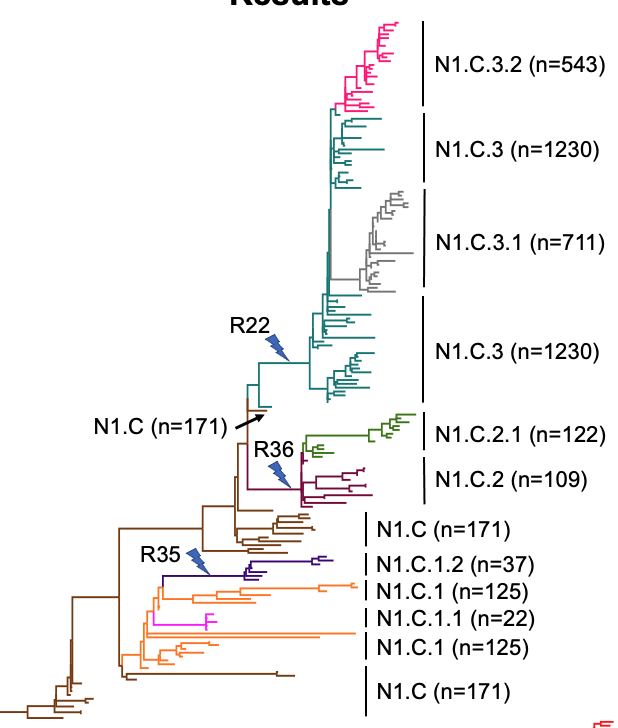 Results
N1.C.3.2 (n=543)
N1.C.3 (n=1230)
N1.C.3.1 (n=711)
R22
N1.C.3 (n=1230)
N1.C (n=171)
N1.C.2.1 (n=122)
R36
N1.C.2 (n=109)
N1.C (n=171)
R35
N1.C.1.2 (n=37)
N1.C.1 (n=125)
N1.C.1.1 (n=22)
N1.C.1 (n=125)
N1.C (n=171)